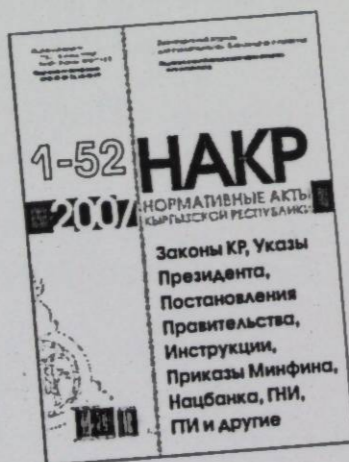 1-52
НАКР
2007
НОРМАТИВНЫЕ АКТЫ
КЫРГЫЗСКОЙ РЕСПУБЛИКИ
Законы КР, Указы
Президента,
Постановления
Правительства,
Инструкции,
Приказы Минфина,
Нацбанка, ГНИ,
ГТИ и другие